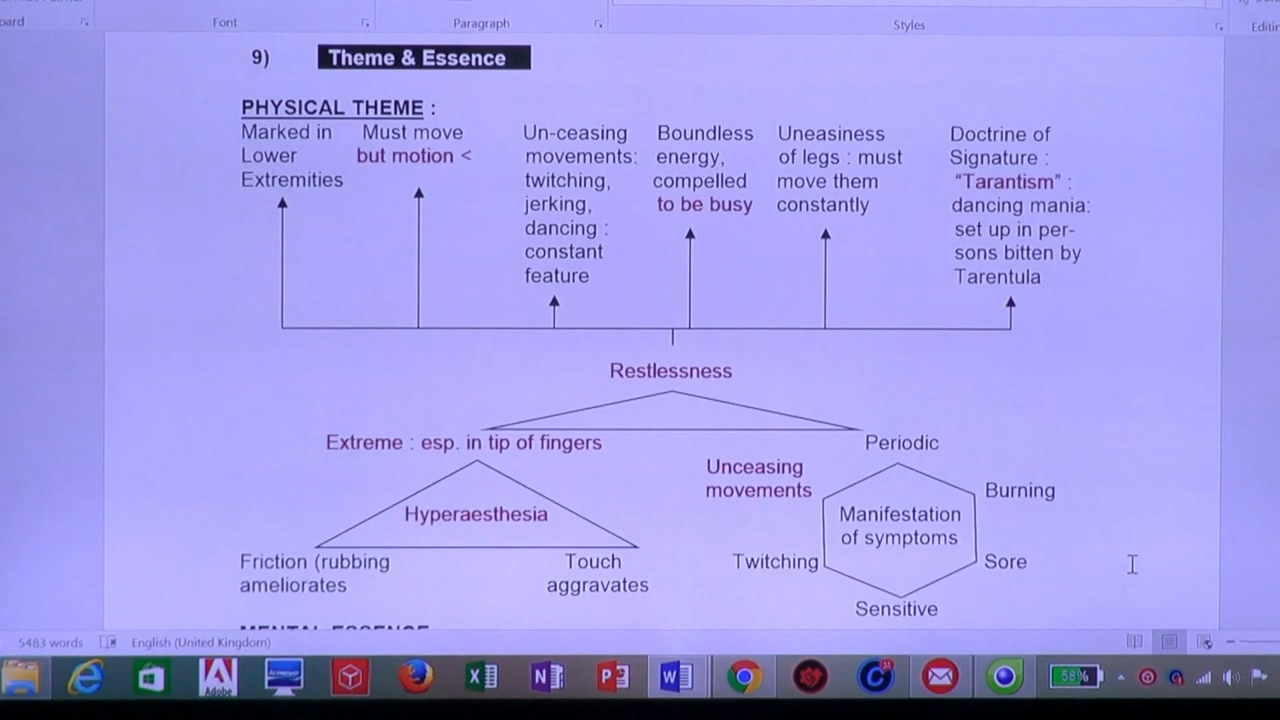 Font
Paragraph
Styles
9)
Theme & Essence
PHYSICAL THEME :
Marked in
Lower
Extremities
Must move
but motion <
Un-ceasing
movements:
twitching,
jerking,
dancing :
constant
feature
Boundless
energy,
compelled
to be busy
Uneasiness
of legs : must
move them
constantly
Doctrine of
Signature :
“Tarantism” :
dancing mania:
set up in per-
sons bitten by
Tarentula
Restlessness
Extreme : esp. in tip of fingers
Periodic
Hyperaesthesia
Friction (rubbing
ameliorates
Touch
aggravates
Unceasing
movements
Burning
Manifestation
of symptoms
Twitching
Sore
Sensitive
5483 words
English (United Kingdom)
Adobe
58%